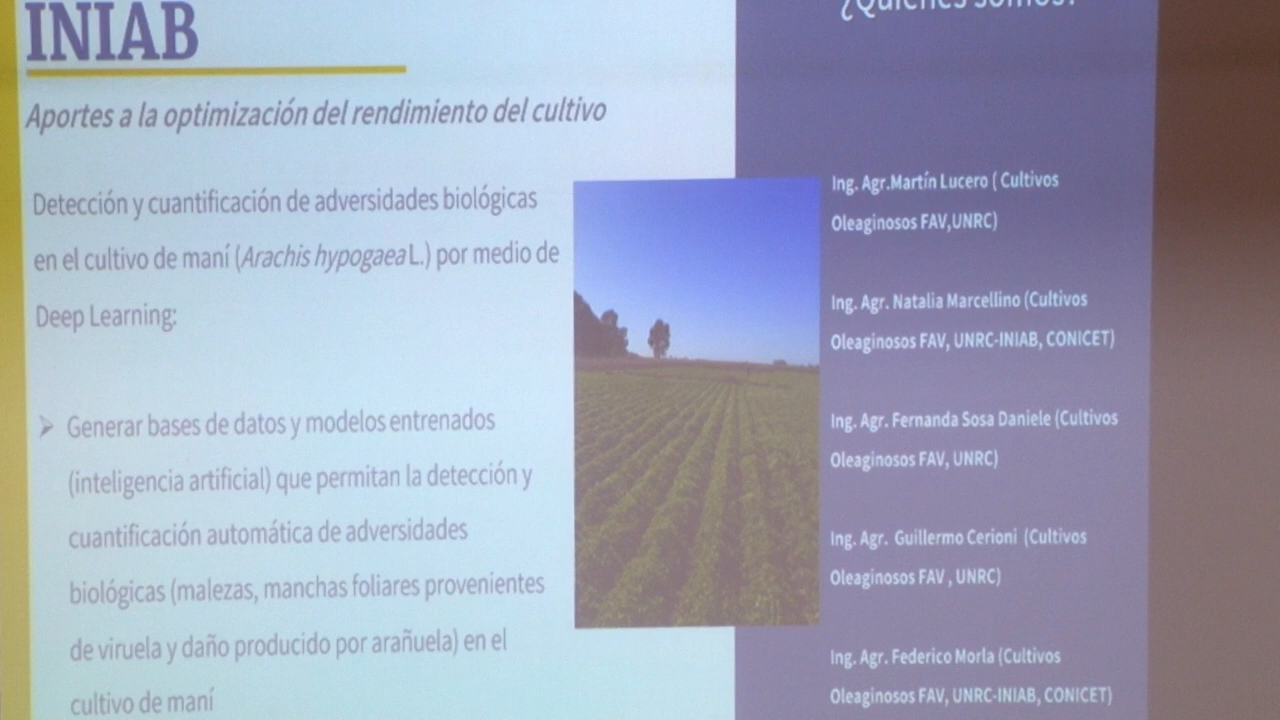 INIAB
Aportes a la optimización del rendimiento del cultivo
Detección y cuantificación de adversidades biológicas
en el cultivo de maní (Arachis hypogaea L.) por medio de
Deep Learning:
➢ Generar bases de datos y modelos entrenados
(inteligencia artificial) que permitan la detección y
cuantificación automática de adversidades
biológicas (malezas, manchas foliares provenientes
de viruela y daño producido por arañuela) en el
cultivo de maní
¿Quiénes somos?
Ing. Agr.Martín Lucero ( Cultivos
Oleaginosos FAV,UNRC)
Ing. Agr. Natalia Marcellino (Cultivos
Oleaginosos FAV, UNRC-INIAB, CONICET)
Ing. Agr. Fernanda Sosa Daniele (Cultivos
Oleaginosos FAV, UNRC)
Ing. Agr. Guillermo Cerioni (Cultivos
Oleaginosos FAV , UNRC)
Ing. Agr. Federico Morla (Cultivos
Oleaginosos FAV, UNRC-INIAB, CONICET)